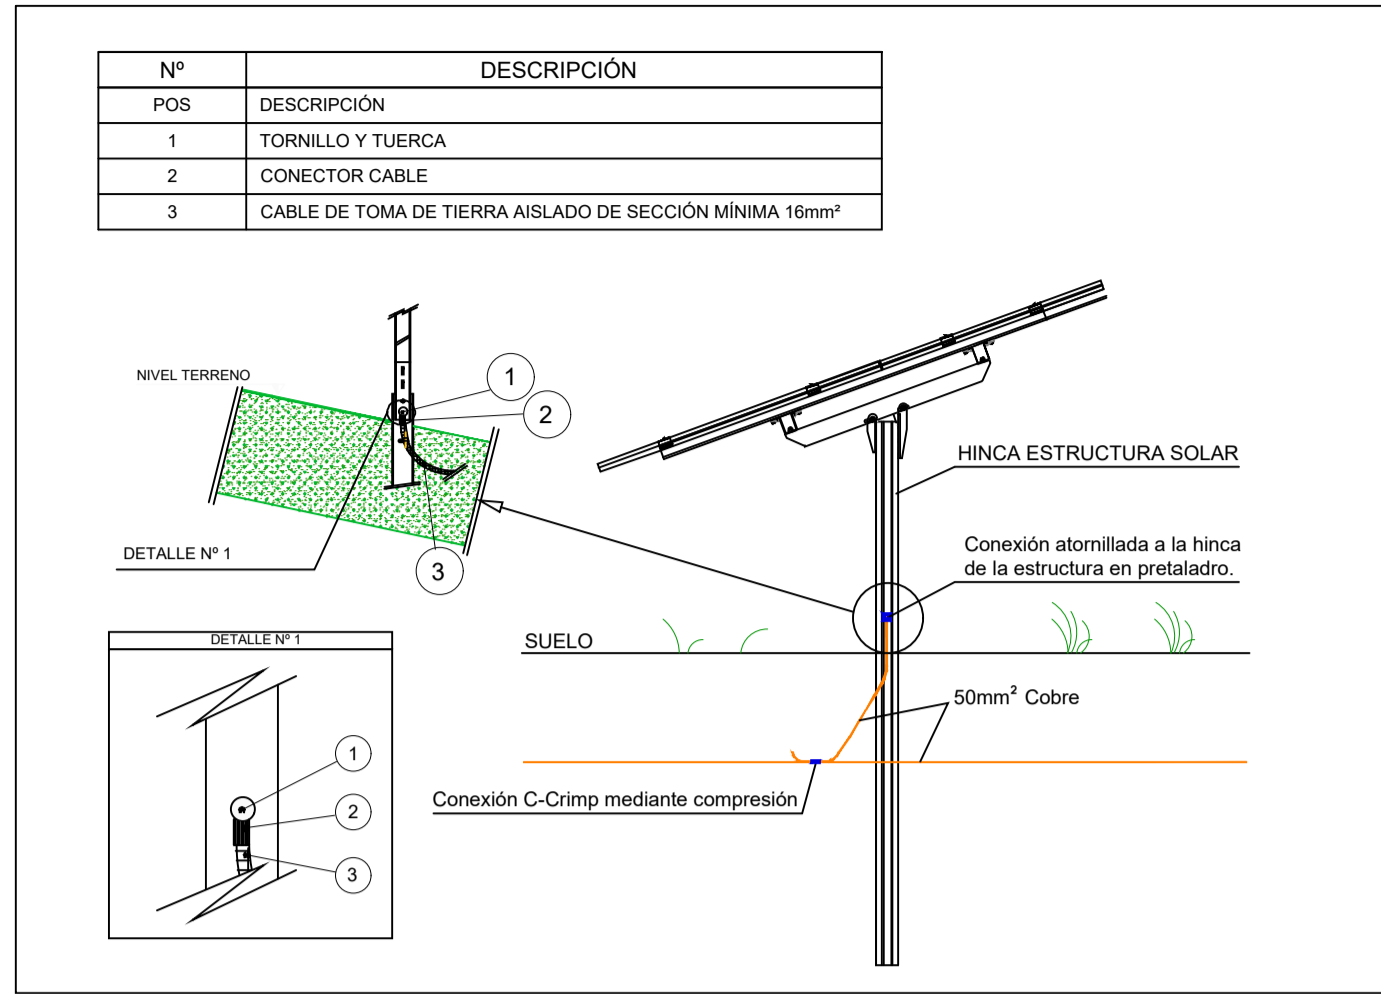 Nº DESCRIPCIÓN
POS DESCRIPCIÓN
1 TORNILLO Y TUERCA
2 CONECTOR CABLE
3 CABLE DE TOMA DE TIERRA AISLADO DE SECCIÓN MÍNIMA 16mm²
NIVEL TERRENO
1
2
3
DETALLE Nº 1
HINCA ESTRUCTURA SOLAR
Conexión atornillada a la hinca
de la estructura en pretaladro.
SUELO
50mm² Cobre
Conexión C-Crimp mediante compresión
DETALLE Nº 1
1
2
3